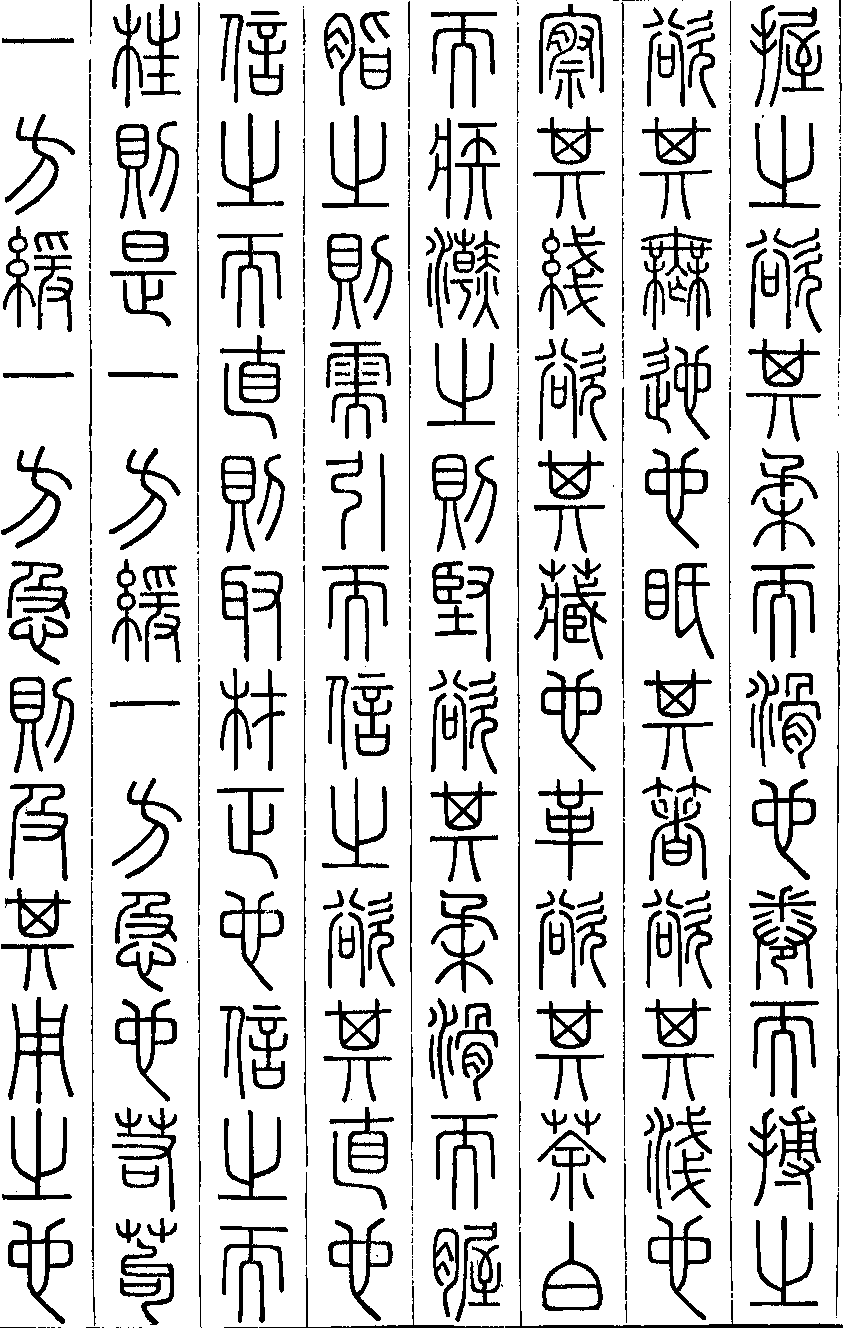 握之欲其柔而滑也卷而摶之
欲其無迆也眡其著欲其淺也
察其綫欲其藏也革欲其荼白
而疾澣之則堅欲其柔滑而腛
脂之則需引而信之欲其直也
信之而直則取材正也信之而
枉則是一方緩一方急也若苟
一方緩一方急則及其用之也